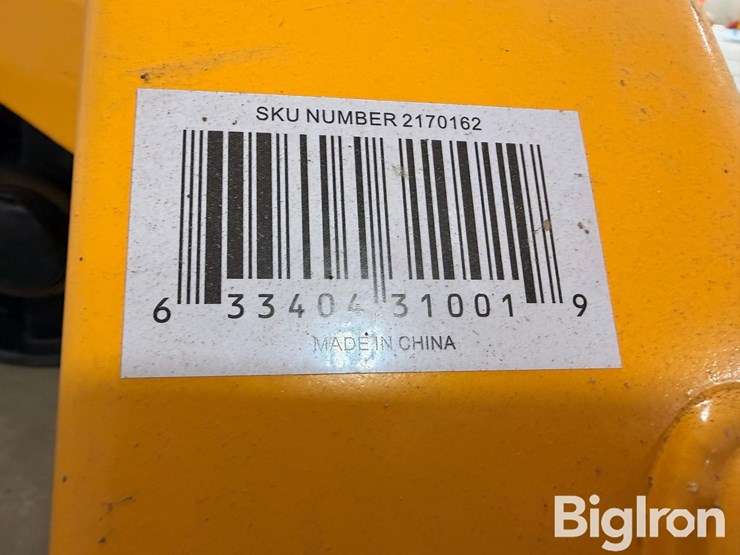 SKU NUMBER 2170162
6 33404 31001 9
MADE IN CHINA
BigIron